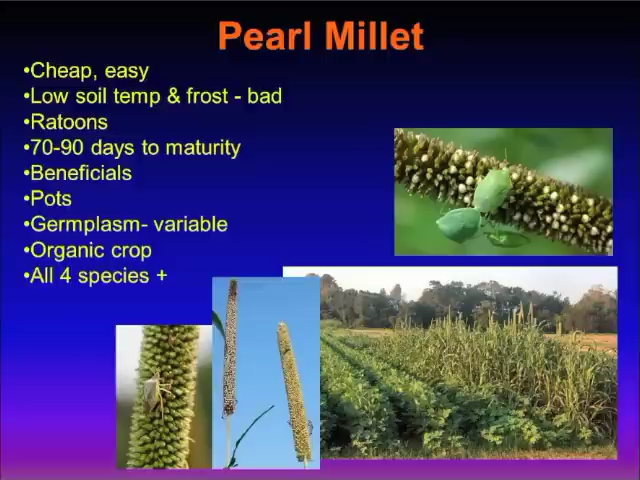 Pearl Millet
•Cheap, easy
•Low soil temp & frost - bad
•Ratoons
•70-90 days to maturity
•Beneficials
•Pots
•Germplasm- variable
•Organic crop
•All 4 species +